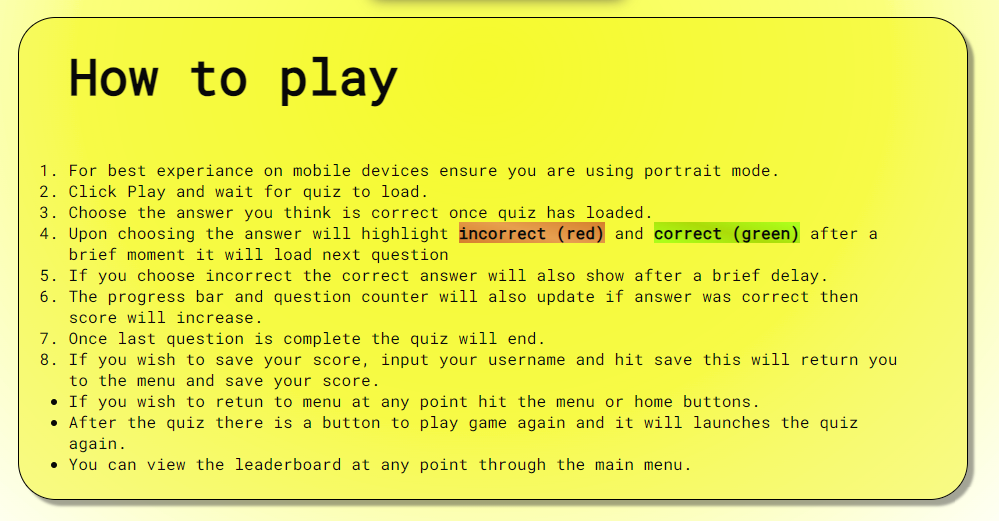 How to play
1. For best experiance on mobile devices ensure you are using portrait mode.
2. Click Play and wait for quiz to load.
3. Choose the answer you think is correct once quiz has loaded.
4. Upon choosing the answer will highlight incorrect (red) and correct (green) after a
brief moment it will load next question
5. If you choose incorrect the correct answer will also show after a brief delay.
6. The progress bar and question counter will also update if answer was correct then
score will increase.
7. Once last question is complete the quiz will end.
8. If you wish to save your score, input your username and hit save this will return you
to the menu and save your score.
• If you wish to retun to menu at any point hit the menu or home buttons.
• After the quiz there is a button to play game again and it will launches the quiz
again.
• You can view the leaderboard at any point through the main menu.